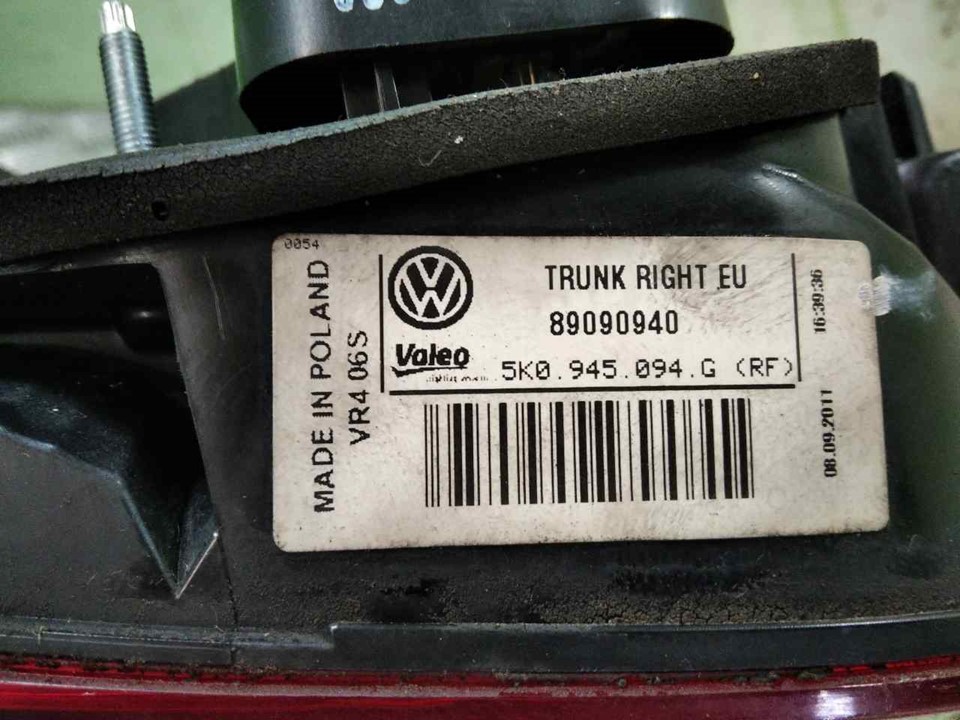 0054
MADE IN POLAND
VR4 06S
TRUNK RIGHT EU
89090940
Valeo
5K0.945.094.G (RF)
16:39:36
08.09.2011